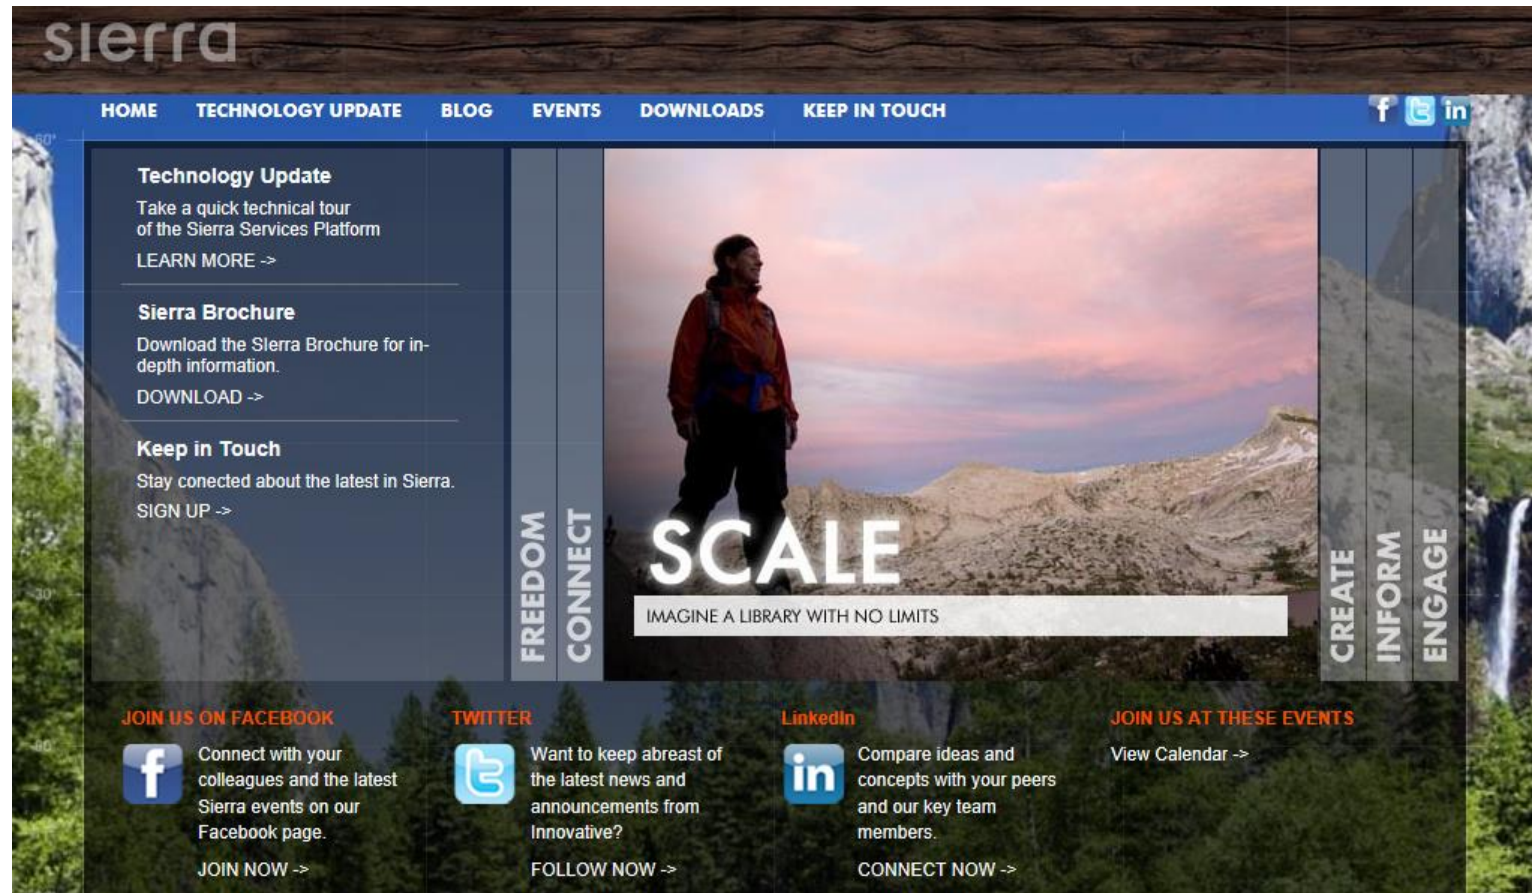 sierra
HOME TECHNOLOGY UPDATE BLOG EVENTS DOWNLOADS KEEP IN TOUCH
f t in
60°
Technology Update
Take a quick technical tour
of the Sierra Services Platform
LEARN MORE ->
Sierra Brochure
Download the SIerra Brochure for in-
depth information.
DOWNLOAD ->
Keep in Touch
Stay conected about the latest in Sierra.
SIGN UP ->
30°
FREEDOM
CONNECT
SCALE
IMAGINE A LIBRARY WITH NO LIMITS
CREATE
INFORM
ENGAGE
60°
JOIN US ON FACEBOOK
f
Connect with your
colleagues and the latest
Sierra events on our
Facebook page.
JOIN NOW ->
TWITTER
t
Want to keep abreast of
the latest news and
announcements from
Innovative?
FOLLOW NOW ->
LinkedIn
in
Compare ideas and
concepts with your peers
and our key team
members.
CONNECT NOW ->
JOIN US AT THESE EVENTS
View Calendar ->